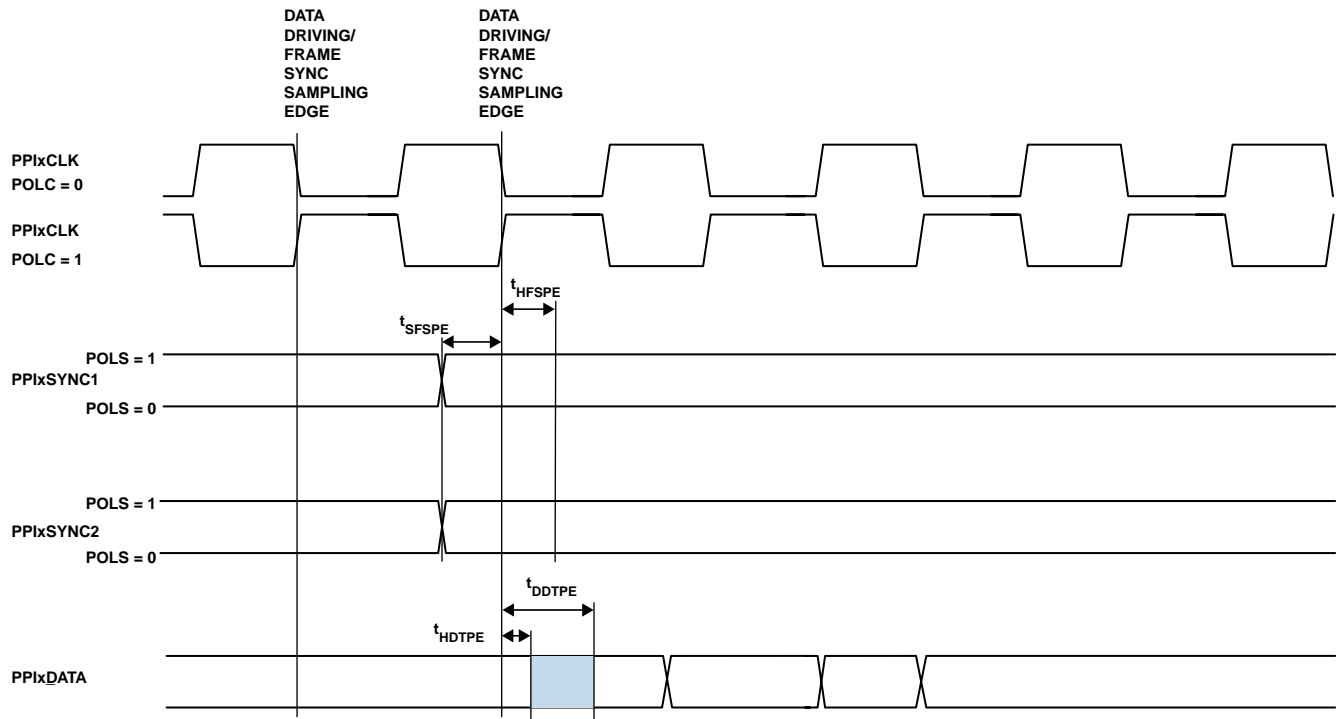 DATA
DRIVING/
FRAME
SYNC
SAMPLING
EDGE
DATA
DRIVING/
FRAME
SYNC
SAMPLING
EDGE
PPIxCLK
POLC = 0
PPIxCLK
POLC = 1
tHFSPE
tSFSPE
POLS = 1
PPIxSYNC1
POLS = 0
POLS = 1
PPIxSYNC2
POLS = 0
tDDTPE
tHDTPE
PPIxDATA